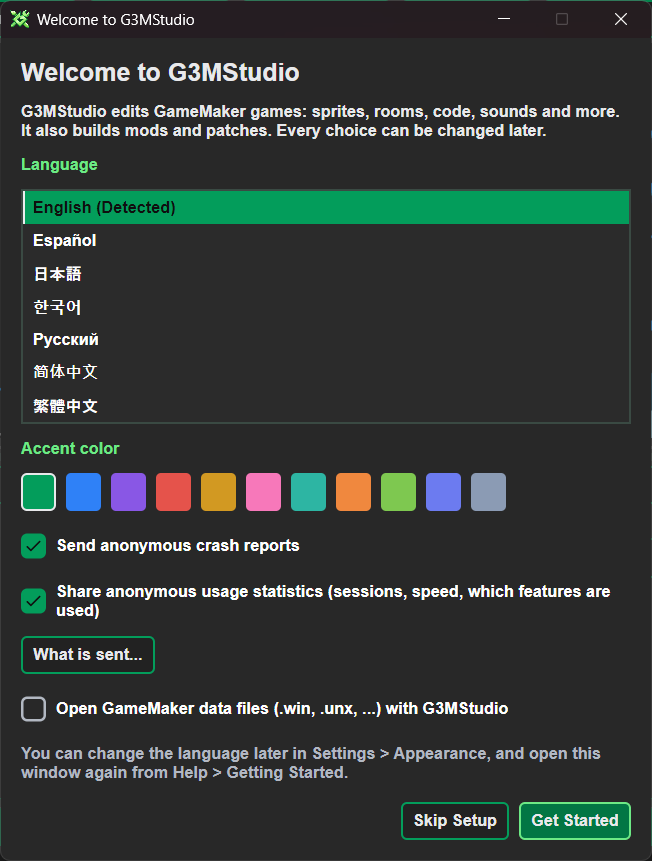 Welcome to G3MStudio
Welcome to G3MStudio
G3MStudio edits GameMaker games: sprites, rooms, code, sounds and more.
It also builds mods and patches. Every choice can be changed later.
Language
English (Detected)
Español
日本語
한국어
Русский
简体中文
繁體中文
Accent color
Send anonymous crash reports
Share anonymous usage statistics (sessions, speed, which features are
used)
What is sent...
Open GameMaker data files (.win, .unx, ...) with G3MStudio
You can change the language later in Settings > Appearance, and open this
window again from Help > Getting Started.
Skip Setup
Get Started